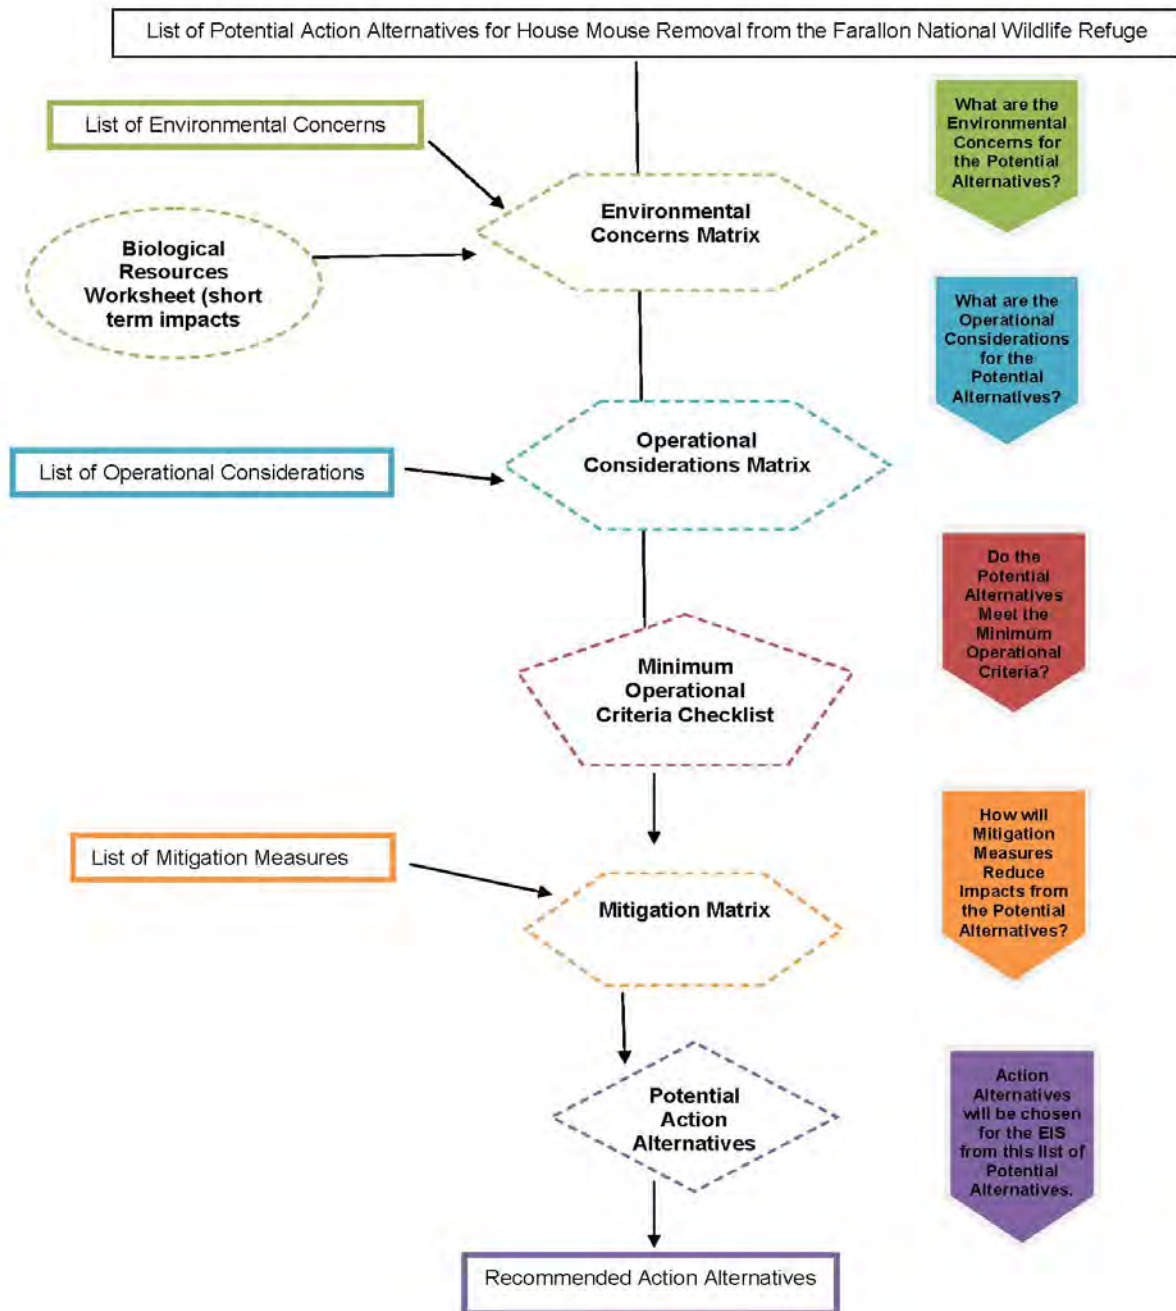 List of Potential Action Alternatives for House Mouse Removal from the Farallon National Wildlife Refuge
List of Environmental Concerns
Environmental
Concerns Matrix
Biological
Resources
Worksheet (short
term impacts
What are the
Environmental
Concerns for
the Potential
Alternatives?
List of Operational Considerations
Operational
Considerations Matrix
What are the
Operational
Considerations
for the
Potential
Alternatives?
Minimum
Operational
Criteria Checklist
Do the
Potential
Alternatives
Meet the
Minimum
Operational
Criteria?
List of Mitigation Measures
Mitigation Matrix
How will
Mitigation
Measures
Reduce
Impacts from
the Potential
Alternatives?
Potential
Action
Alternatives
Action
Alternatives
will be chosen
for the EIS
from this list of
Potential
Alternatives.
Recommended Action Alternatives